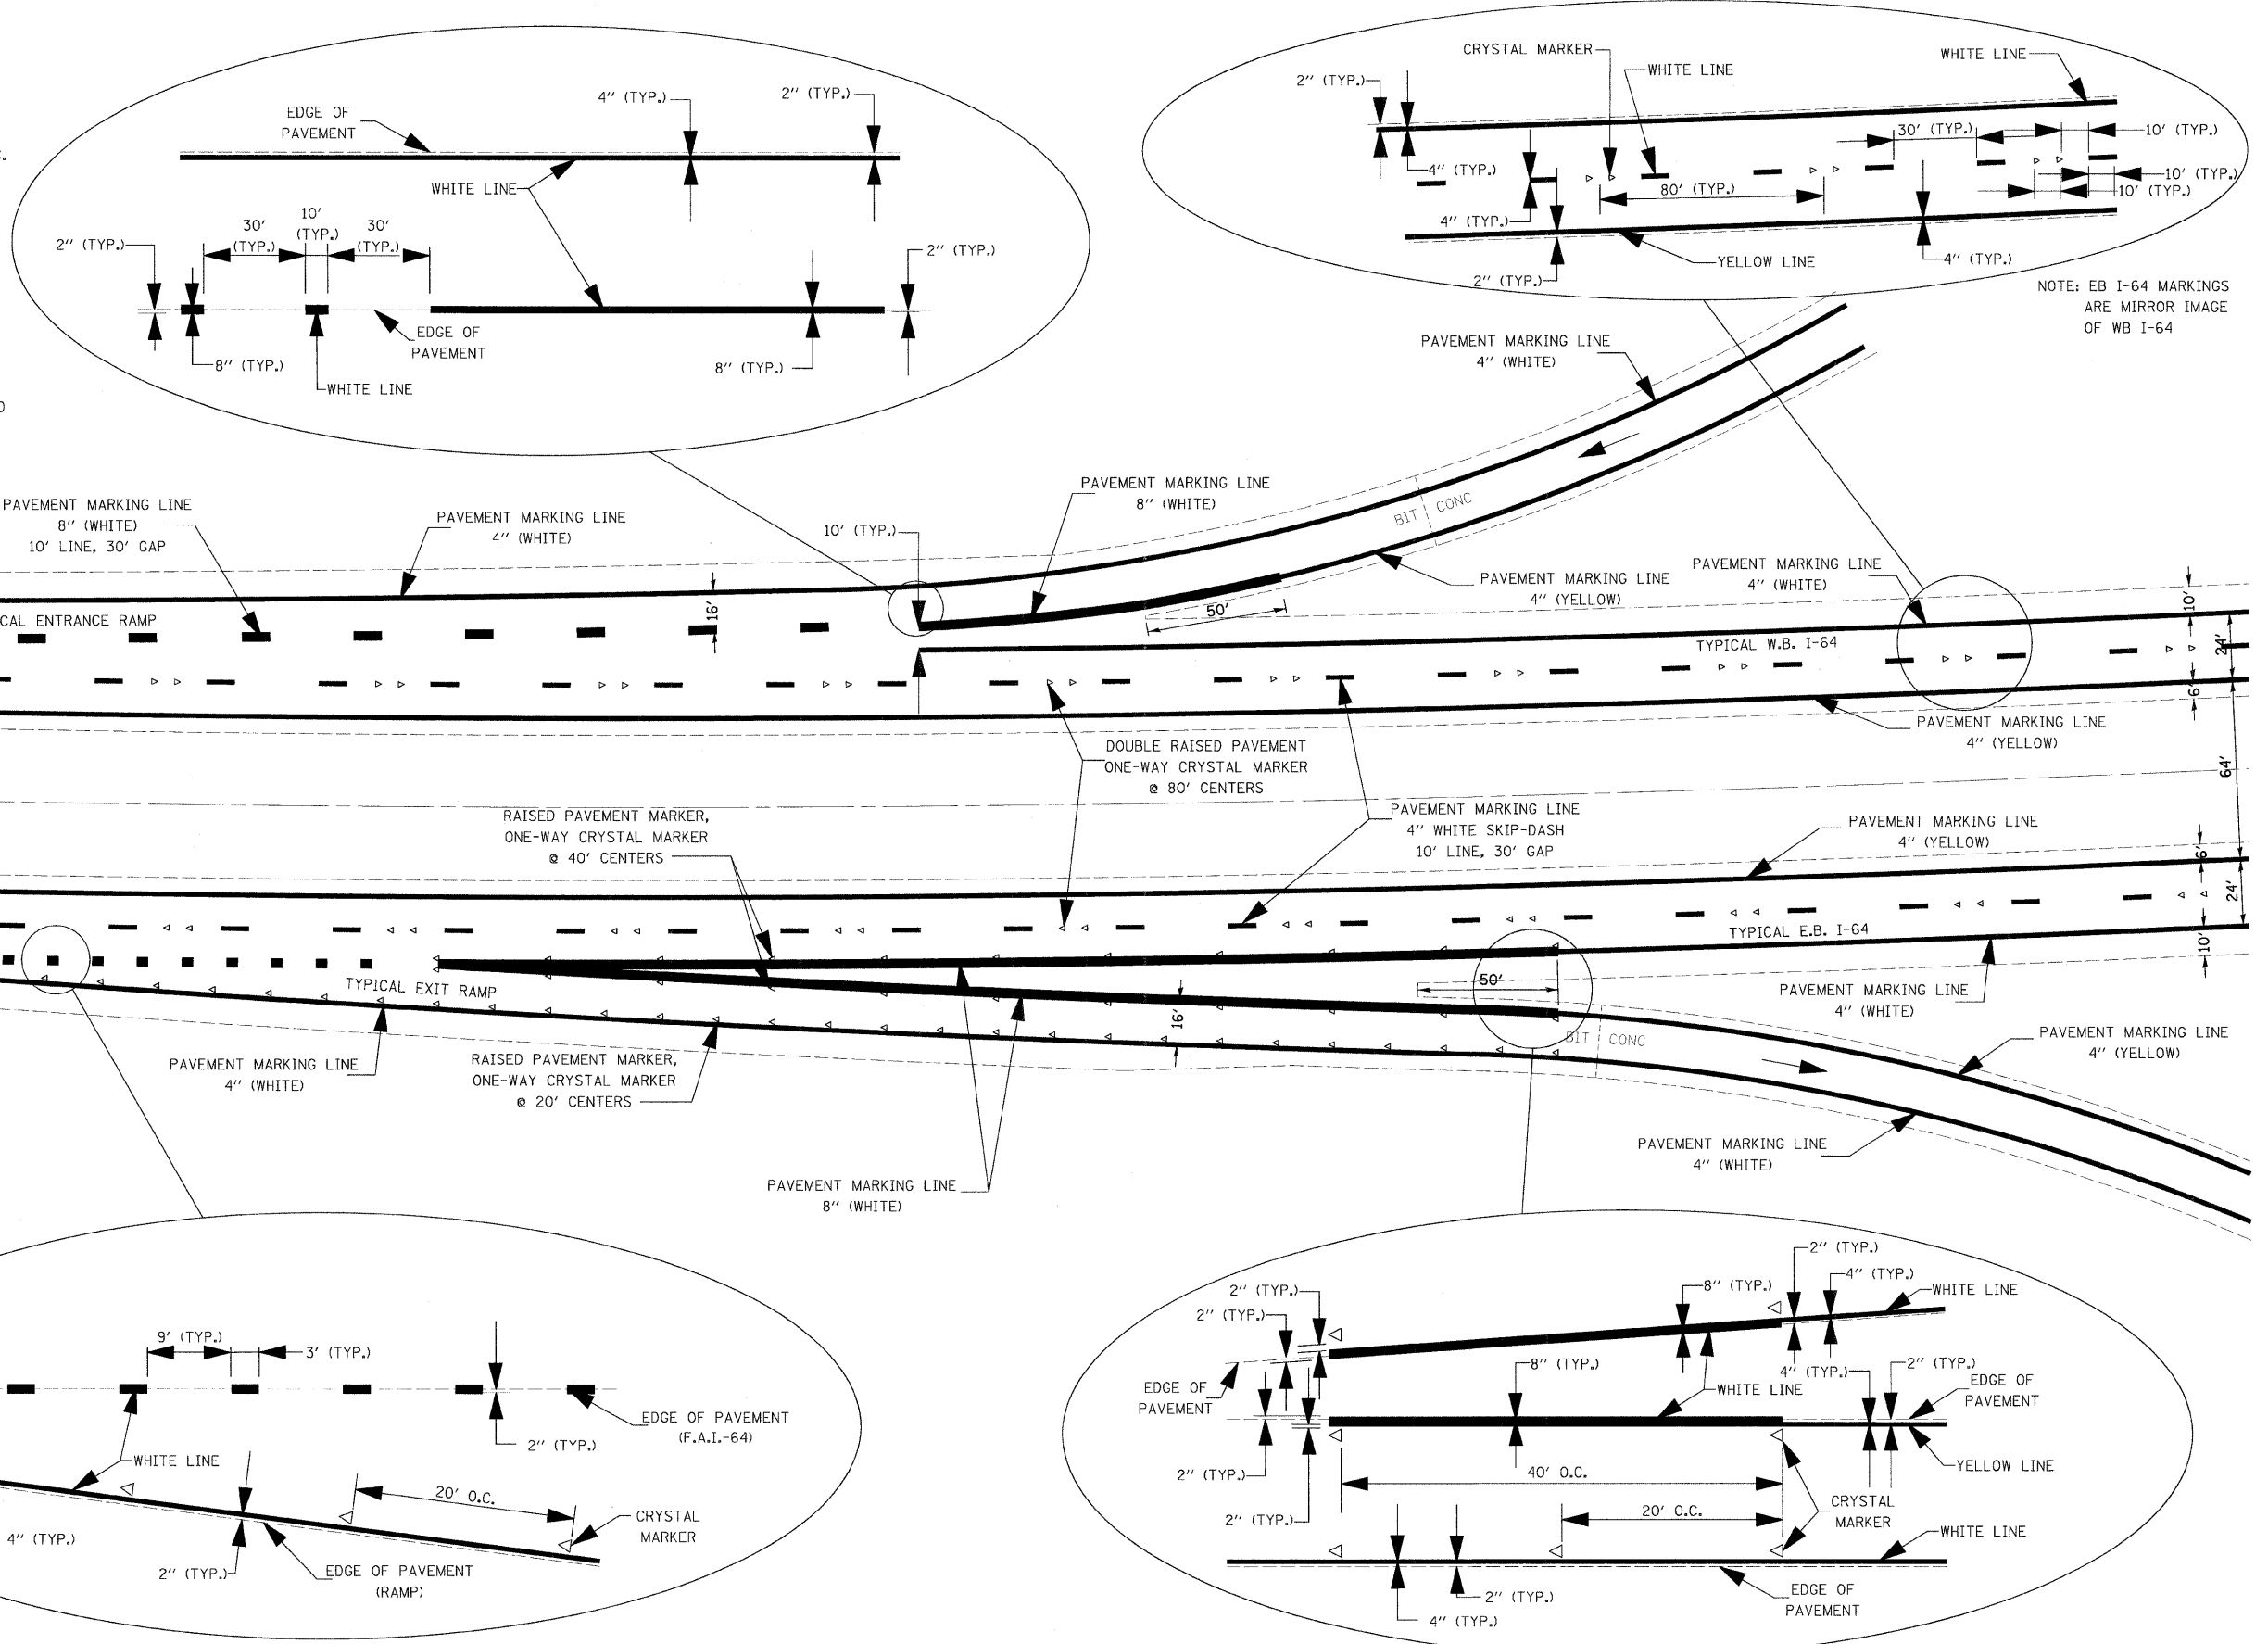 CRYSTAL MARKER
WHITE LINE
WHITE LINE
2" (TYP.)
30' (TYP.)
10' (TYP.)
4" (TYP.)
80' (TYP.)
10' (TYP.)
10' (TYP.)
4" (TYP.)
YELLOW LINE
4" (TYP.)
2" (TYP.)
NOTE: EB I-64 MARKINGS
ARE MIRROR IMAGE
OF WB I-64
EDGE OF
PAVEMENT
4" (TYP.)
2" (TYP.)
WHITE LINE
30'
(TYP.)
10'
(TYP.)
30'
(TYP.)
2" (TYP.)
2" (TYP.)
EDGE OF
PAVEMENT
8" (TYP.)
WHITE LINE
8" (TYP.)
PAVEMENT MARKING LINE
4" (WHITE)
PAVEMENT MARKING LINE
8" (WHITE)
10' LINE, 30' GAP
PAVEMENT MARKING LINE
4" (WHITE)
10' (TYP.)
PAVEMENT MARKING LINE
8" (WHITE)
BIT
CONC
PAVEMENT MARKING LINE
4" (YELLOW)
PAVEMENT MARKING LINE
4" (WHITE)
CAL ENTRANCE RAMP
16'
50'
TYPICAL W.B. I-64
10'
24'
6'
PAVEMENT MARKING LINE
4" (YELLOW)
DOUBLE RAISED PAVEMENT
ONE-WAY CRYSTAL MARKER
@ 80' CENTERS
64'
RAISED PAVEMENT MARKER,
ONE-WAY CRYSTAL MARKER
@ 40' CENTERS
PAVEMENT MARKING LINE
4" WHITE SKIP-DASH
10' LINE, 30' GAP
PAVEMENT MARKING LINE
4" (YELLOW)
6'
24'
TYPICAL E.B. I-64
10'
TYPICAL EXIT RAMP
50'
16'
PAVEMENT MARKING LINE
4" (WHITE)
BIT
CONC
PAVEMENT MARKING LINE
4" (YELLOW)
PAVEMENT MARKING LINE
4" (WHITE)
RAISED PAVEMENT MARKER,
ONE-WAY CRYSTAL MARKER
@ 20' CENTERS
PAVEMENT MARKING LINE
4" (WHITE)
PAVEMENT MARKING LINE
8" (WHITE)
9' (TYP.)
3' (TYP.)
EDGE OF PAVEMENT
(F.A.I.-64)
2" (TYP.)
WHITE LINE
20' O.C.
CRYSTAL
MARKER
4" (TYP.)
2" (TYP.)
EDGE OF PAVEMENT
(RAMP)
2" (TYP.)
2" (TYP.)
2" (TYP.)
8" (TYP.)
4" (TYP.)
WHITE LINE
EDGE OF
PAVEMENT
8" (TYP.)
WHITE LINE
4" (TYP.)
2" (TYP.)
EDGE OF
PAVEMENT
2" (TYP.)
40' O.C.
YELLOW LINE
2" (TYP.)
20' O.C.
CRYSTAL
MARKER
WHITE LINE
2" (TYP.)
4" (TYP.)
EDGE OF
PAVEMENT